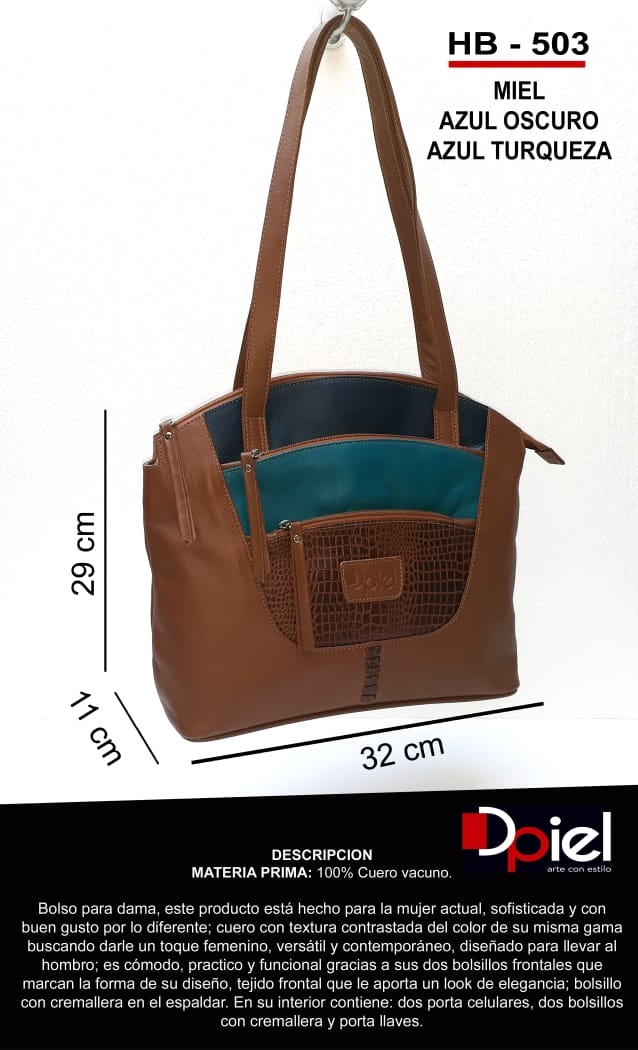 HB - 503
MIEL
AZUL OSCURO
AZUL TURQUEZA
29 cm
11 cm
32 cm
Dpiel
Dpiel
arte con estilo
DESCRIPCION
MATERIA PRIMA: 100% Cuero vacuno.
Bolso para dama, este producto está hecho para la mujer actual, sofisticada y con
buen gusto por lo diferente; cuero con textura contrastada del color de su misma gama
buscando darle un toque femenino, versátil y contemporáneo, diseñado para llevar al
hombro; es cómodo, practico y funcional gracias a sus dos bolsillos frontales que
marcan la forma de su diseño, tejido frontal que le aporta un look de elegancia; bolsillo
con cremallera en el espaldar. En su interior contiene: dos porta celulares, dos bolsillos
con cremallera y porta llaves.